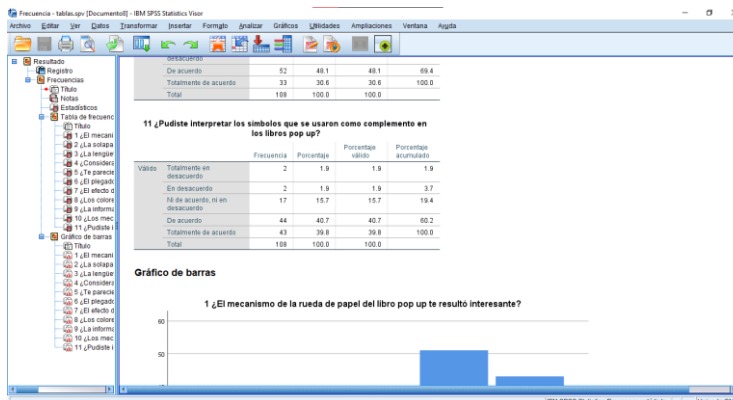 Frecuencia - tablas.spv [Documento8] - IBM SPSS Statistics Visor
Archivo Editar Ver Datos Transformar Insertar Formato Analizar Gráficos Utilidades Ampliaciones Ventana Ayuda
Resultado
Registro
Frecuencias
Título
Notas
Estadísticos
Tabla de frecuenc
Título
1 ¿El mecani
2 ¿La solapa
3 ¿La lengüe
4 ¿Considera
5 ¿Te parecie
6 ¿El plegado
7 ¿El efecto d
8 ¿Los colore
9 ¿La informa
10 ¿Los mec
11 ¿Pudiste i
Gráfico de barras
Título
1 ¿El mecani
2 ¿La solapa
3 ¿La lengüe
4 ¿Considera
5 ¿Te parecie
6 ¿El plegado
7 ¿El efecto d
8 ¿Los colore
9 ¿La informa
10 ¿Los mec
11 ¿Pudiste i
desacuerdo
De acuerdo 52 48.1 48.1 69.4
Totalmente de acuerdo 33 30.6 30.6 100.0
Total 108 100.0 100.0
11 ¿Pudiste interpretar los símbolos que se usaron como complemento en
los libros pop up?
Frecuencia Porcentaje Porcentaje válido Porcentaje acumulado
Válido Totalmente en desacuerdo 2 1.9 1.9 1.9
En desacuerdo 2 1.9 1.9 3.7
Ni de acuerdo, ni en desacuerdo 17 15.7 15.7 19.4
De acuerdo 44 40.7 40.7 60.2
Totalmente de acuerdo 43 39.8 39.8 100.0
Total 108 100.0 100.0
Gráfico de barras
1 ¿El mecanismo de la rueda de papel del libro pop up te resultó interesante?
60
50